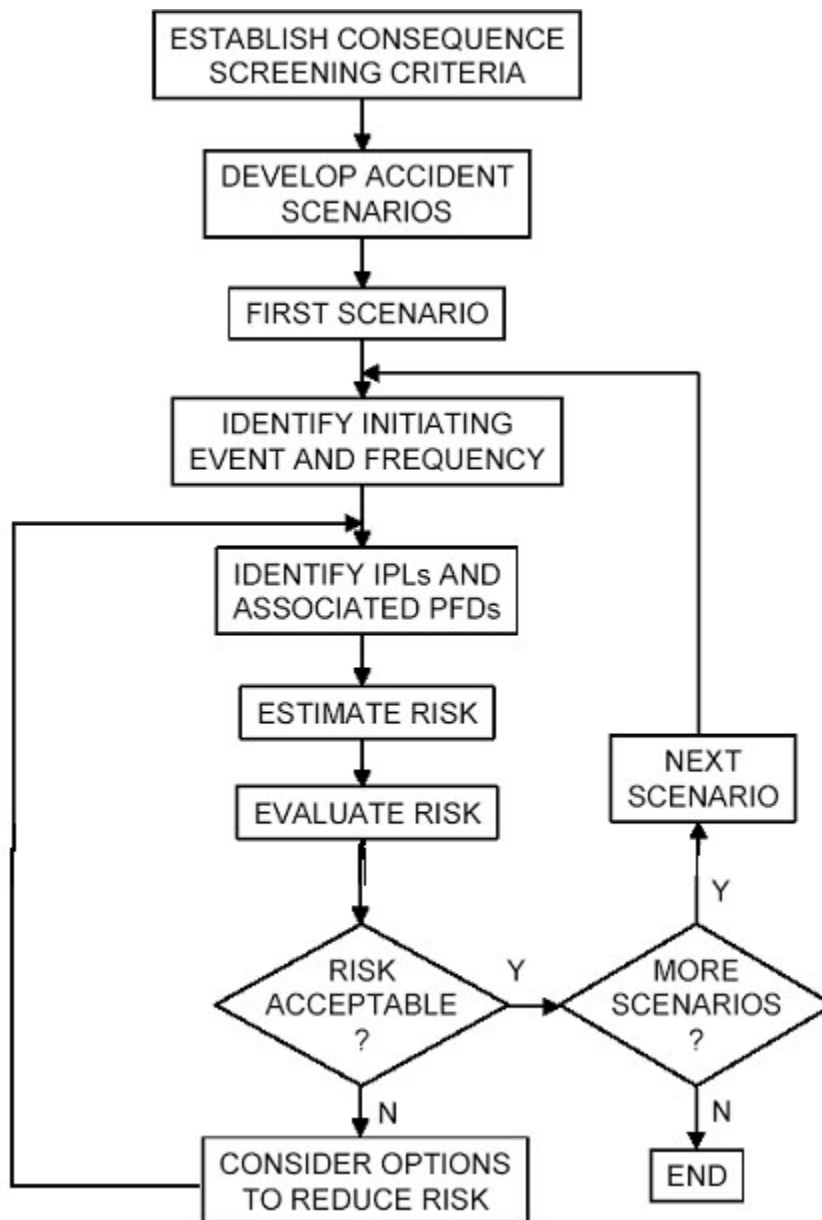 ESTABLISH CONSEQUENCE
SCREENING CRITERIA
DEVELOP ACCIDENT
SCENARIOS
FIRST SCENARIO
IDENTIFY INITIATING
EVENT AND FREQUENCY
IDENTIFY IPLs AND
ASSOCIATED PFDs
ESTIMATE RISK
EVALUATE RISK
RISK
ACCEPTABLE
?
Y
N
CONSIDER OPTIONS
TO REDUCE RISK
MORE
SCENARIOS
?
Y
NEXT
SCENARIO
N
END